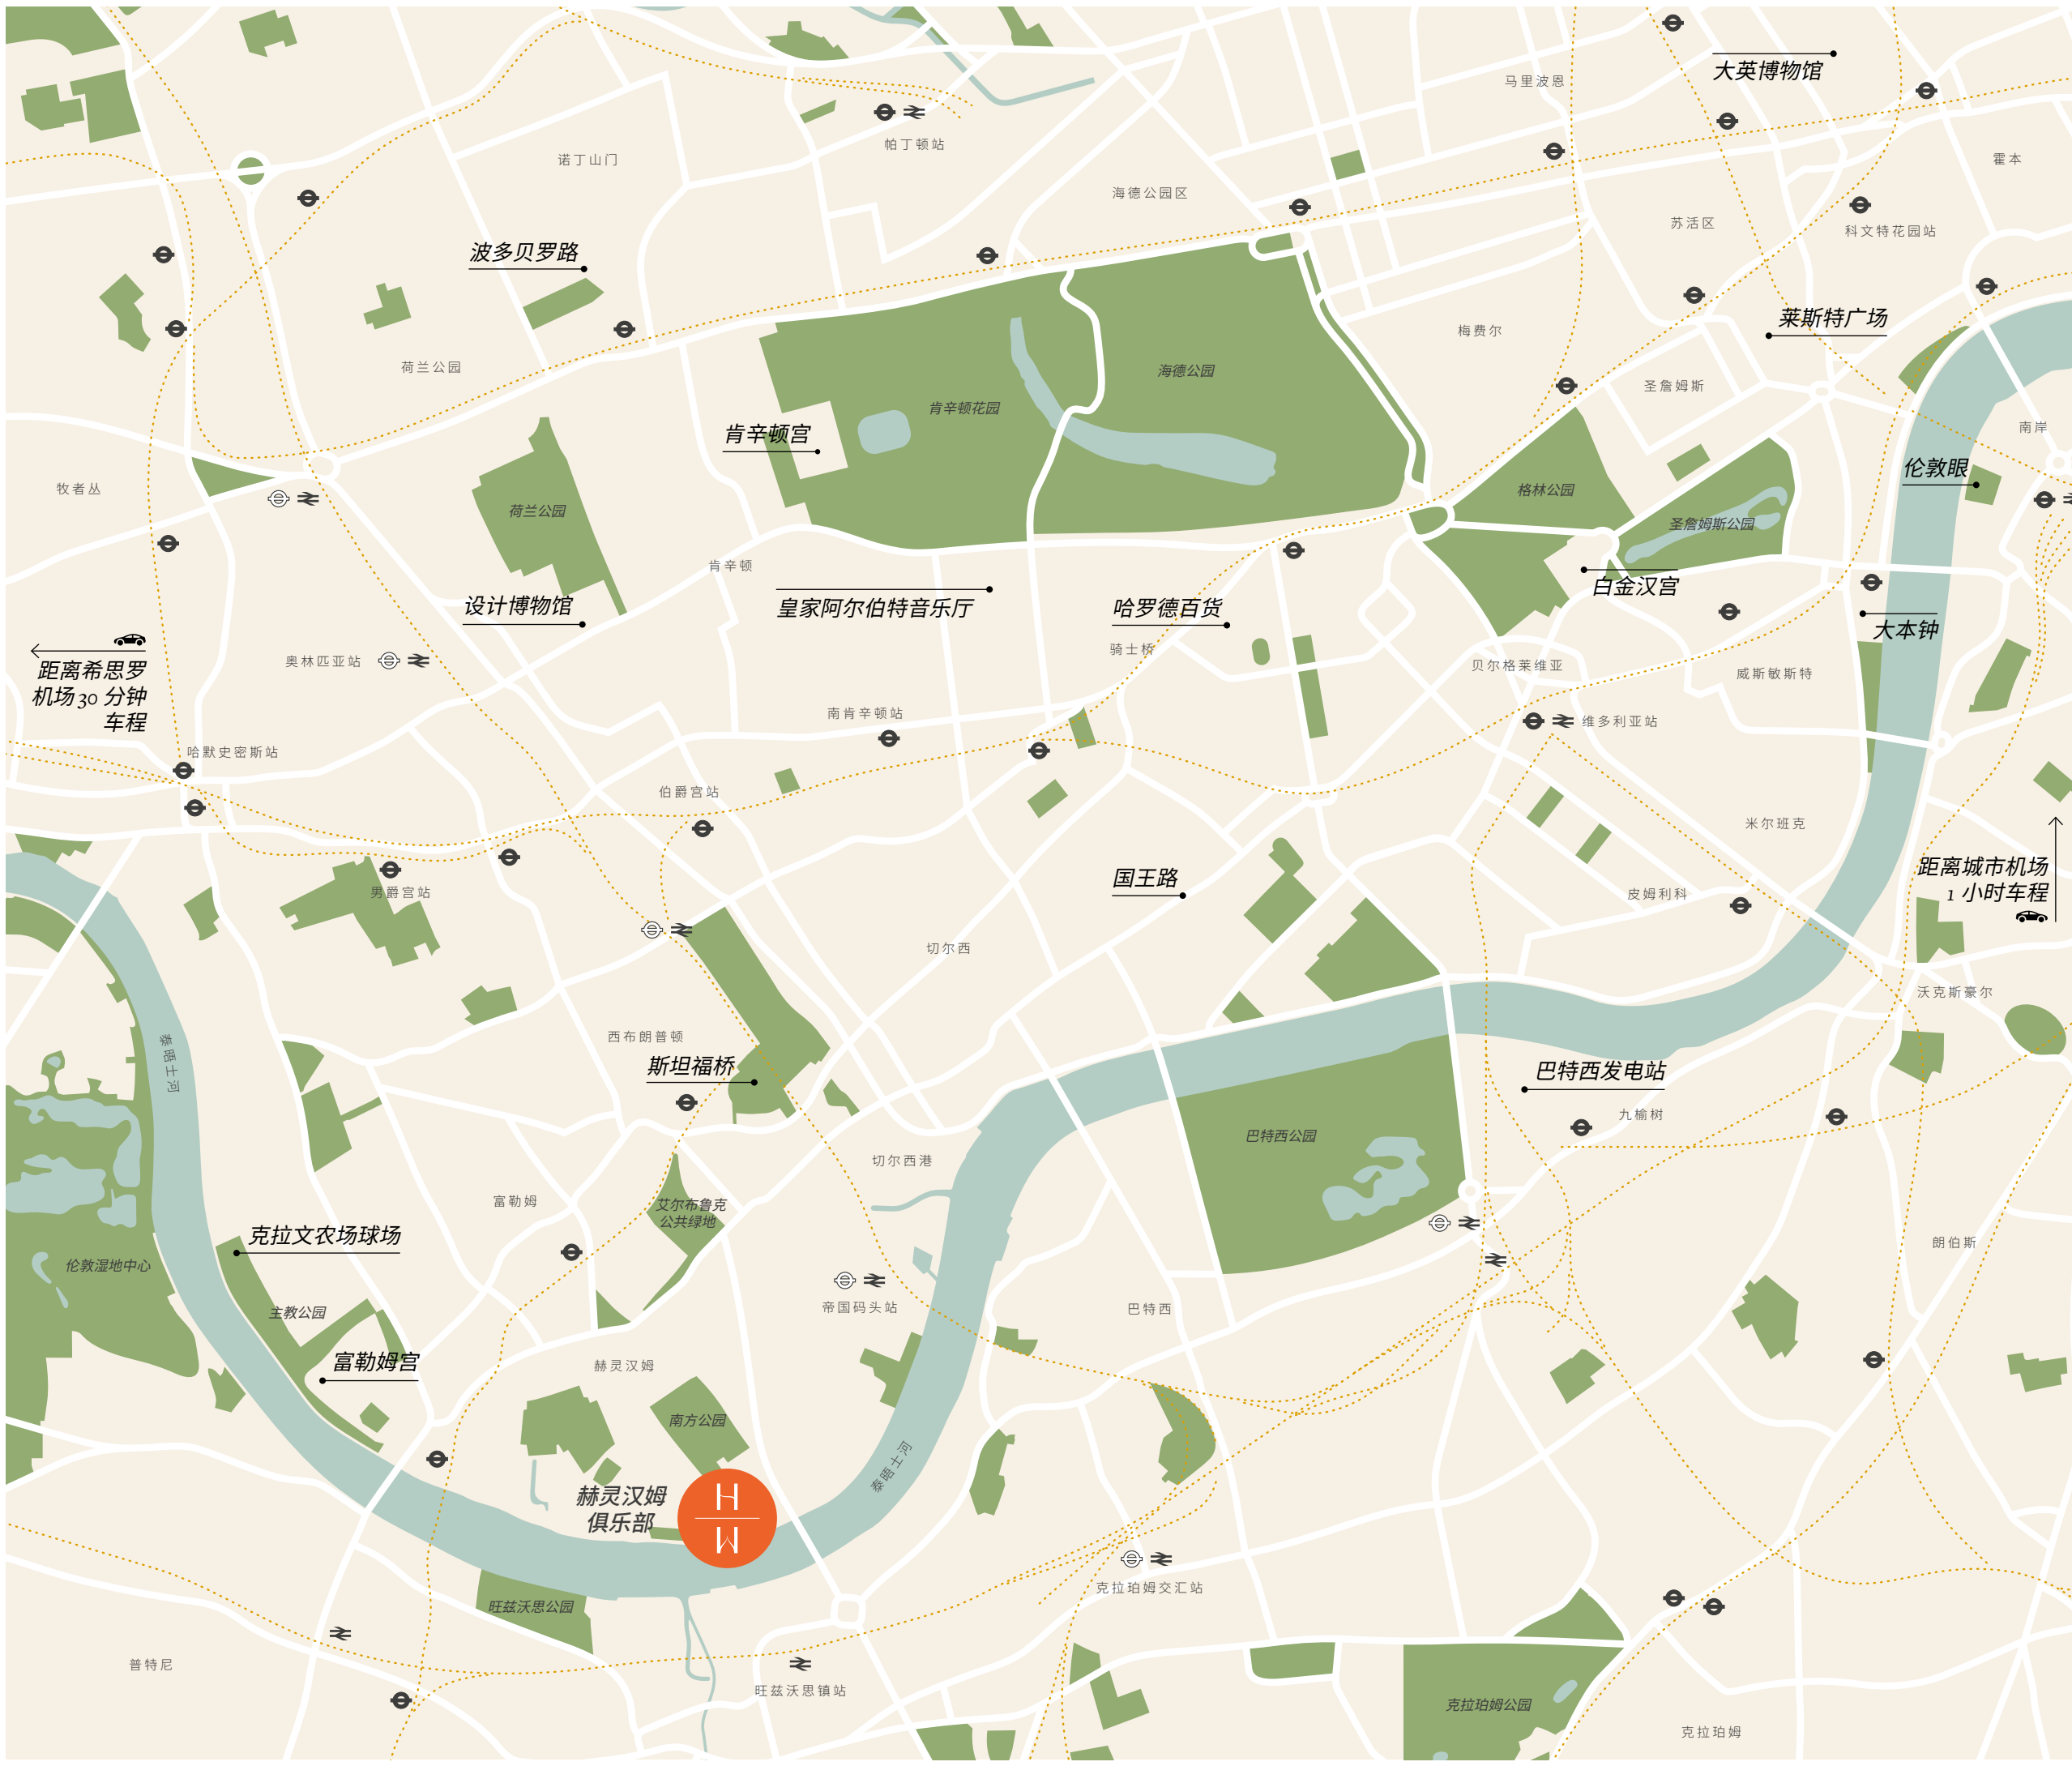 大英博物馆
马里波恩
帕丁顿站
诺丁山门
霍本
海德公园区
苏活区
科文特花园站
波多贝罗路
莱斯特广场
梅费尔
荷兰公园
海德公园
圣詹姆斯
肯辛顿花园
南岸
肯辛顿宫
伦敦眼
牧者丛
格林公园
荷兰公园
圣詹姆斯公园
肯辛顿
白金汉宫
设计博物馆
皇家阿尔伯特音乐厅
哈罗德百货
大本钟
骑士桥
奥林匹亚站
贝尔格莱维亚
威斯敏斯特
距离希思罗
机场 30 分钟
车程
南肯辛顿站
维多利亚站
哈默史密斯站
伯爵宫站
米尔班克
距离城市机场
1 小时车程
国王路
男爵宫站
皮姆利科
切尔西
沃克斯豪尔
西布朗普顿
泰晤士河
斯坦福桥
巴特西发电站
九榆树
巴特西公园
切尔西港
富勒姆
艾尔布鲁克
公共绿地
克拉文农场球场
朗伯斯
伦敦湿地中心
主教公园
帝国码头站
巴特西
富勒姆宫
赫灵汉姆
南方公园
泰晤士河
赫灵汉姆
俱乐部
H
W
克拉珀姆交汇站
旺兹沃思公园
普特尼
旺兹沃思镇站
克拉珀姆公园
克拉珀姆